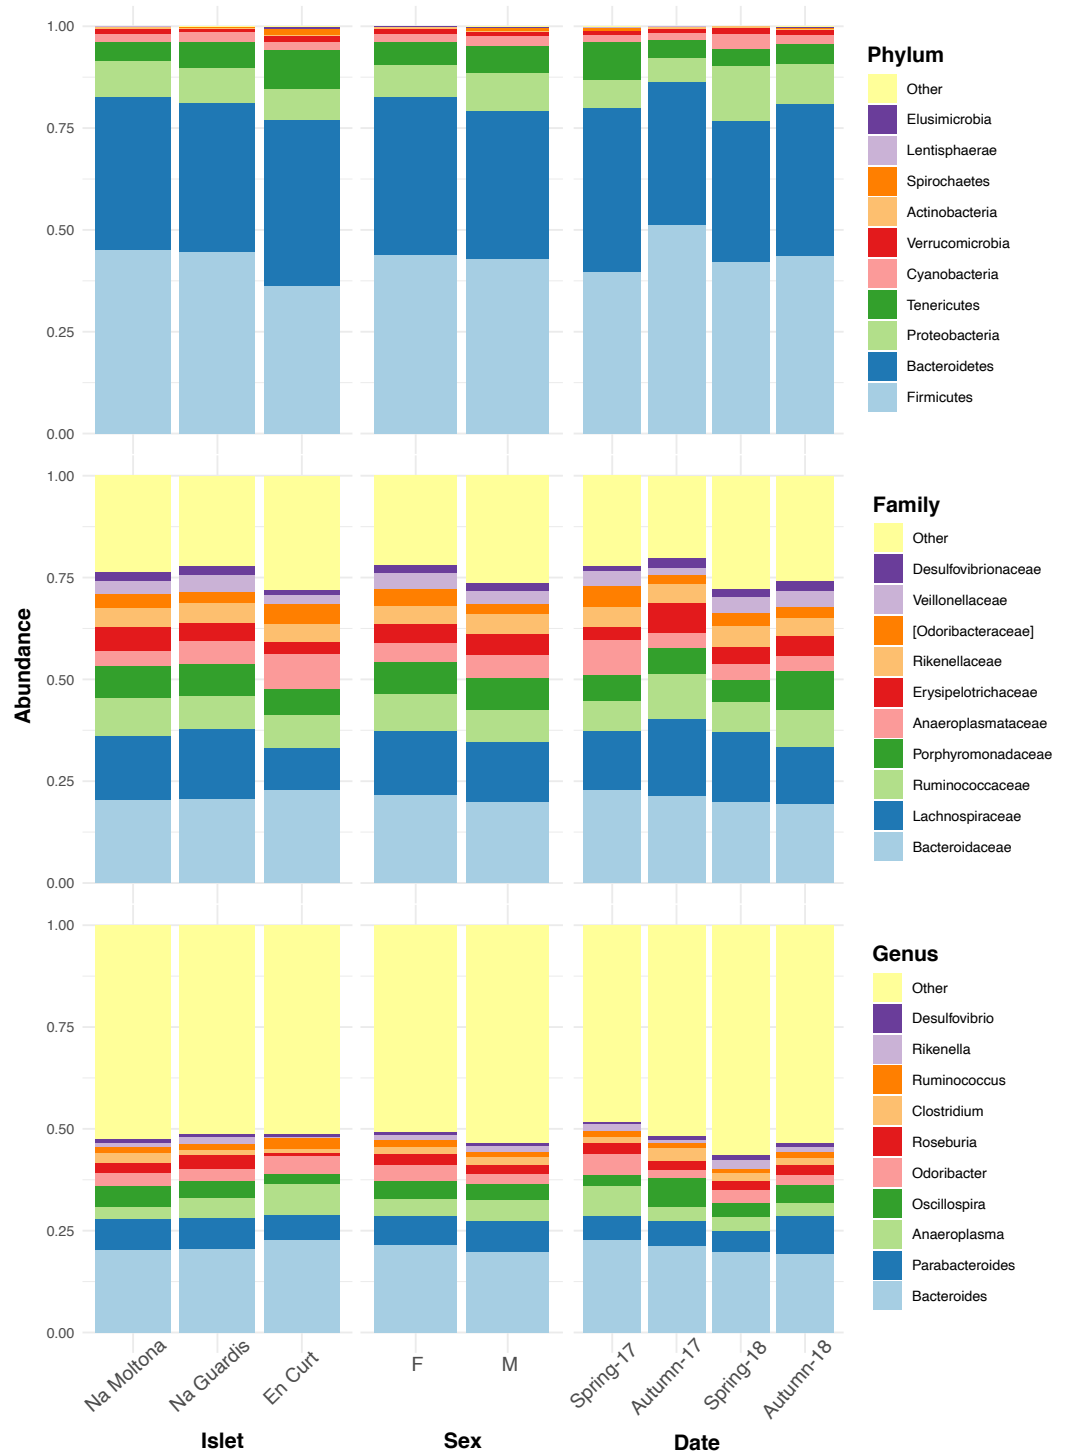 1.00
0.75
0.50
0.25
0.00
Phylum
Other
Elusimicrobia
Lentisphaerae
Spirochaetes
Actinobacteria
Verrucomicrobia
Cyanobacteria
Tenericutes
Proteobacteria
Bacteroidetes
Firmicutes
Abundance
1.00
0.75
0.50
0.25
0.00
Family
Other
Desulfovibrionaceae
Veillonellaceae
[Odoribacteraceae]
Rikenellaceae
Erysipelotrichaceae
Anaeroplasmataceae
Porphyromonadaceae
Ruminococcaceae
Lachnospiraceae
Bacteroidaceae
1.00
0.75
0.50
0.25
0.00
Genus
Other
Desulfovibrio
Rikenella
Ruminococcus
Clostridium
Roseburia
Odoribacter
Oscillospira
Anaeroplasma
Parabacteroides
Bacteroides
Na Moltona
Na Guardis
En Curt
F
M
Spring-17
Autumn-17
Spring-18
Autumn-18
Islet
Sex
Date